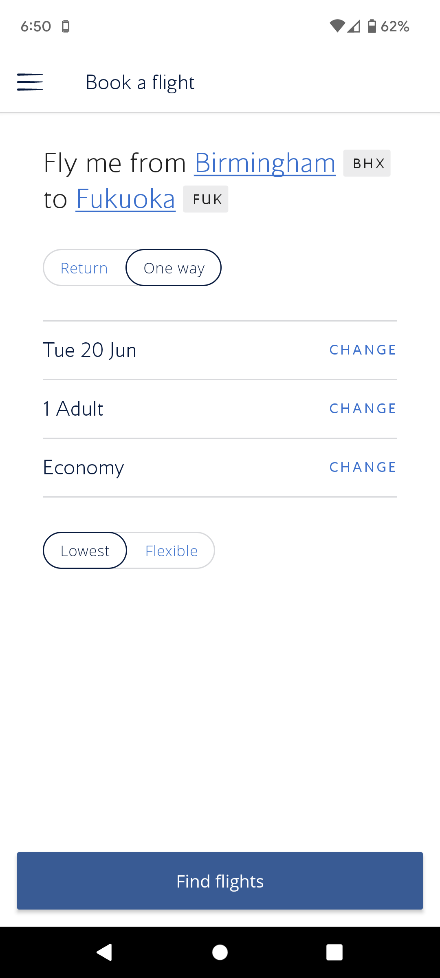 6:50 62%
Book a flight
Fly me from Birmingham BHX
to Fukuoka FUK
Return One way
Tue 20 Jun CHANGE
1 Adult CHANGE
Economy CHANGE
Lowest Flexible
Find flights